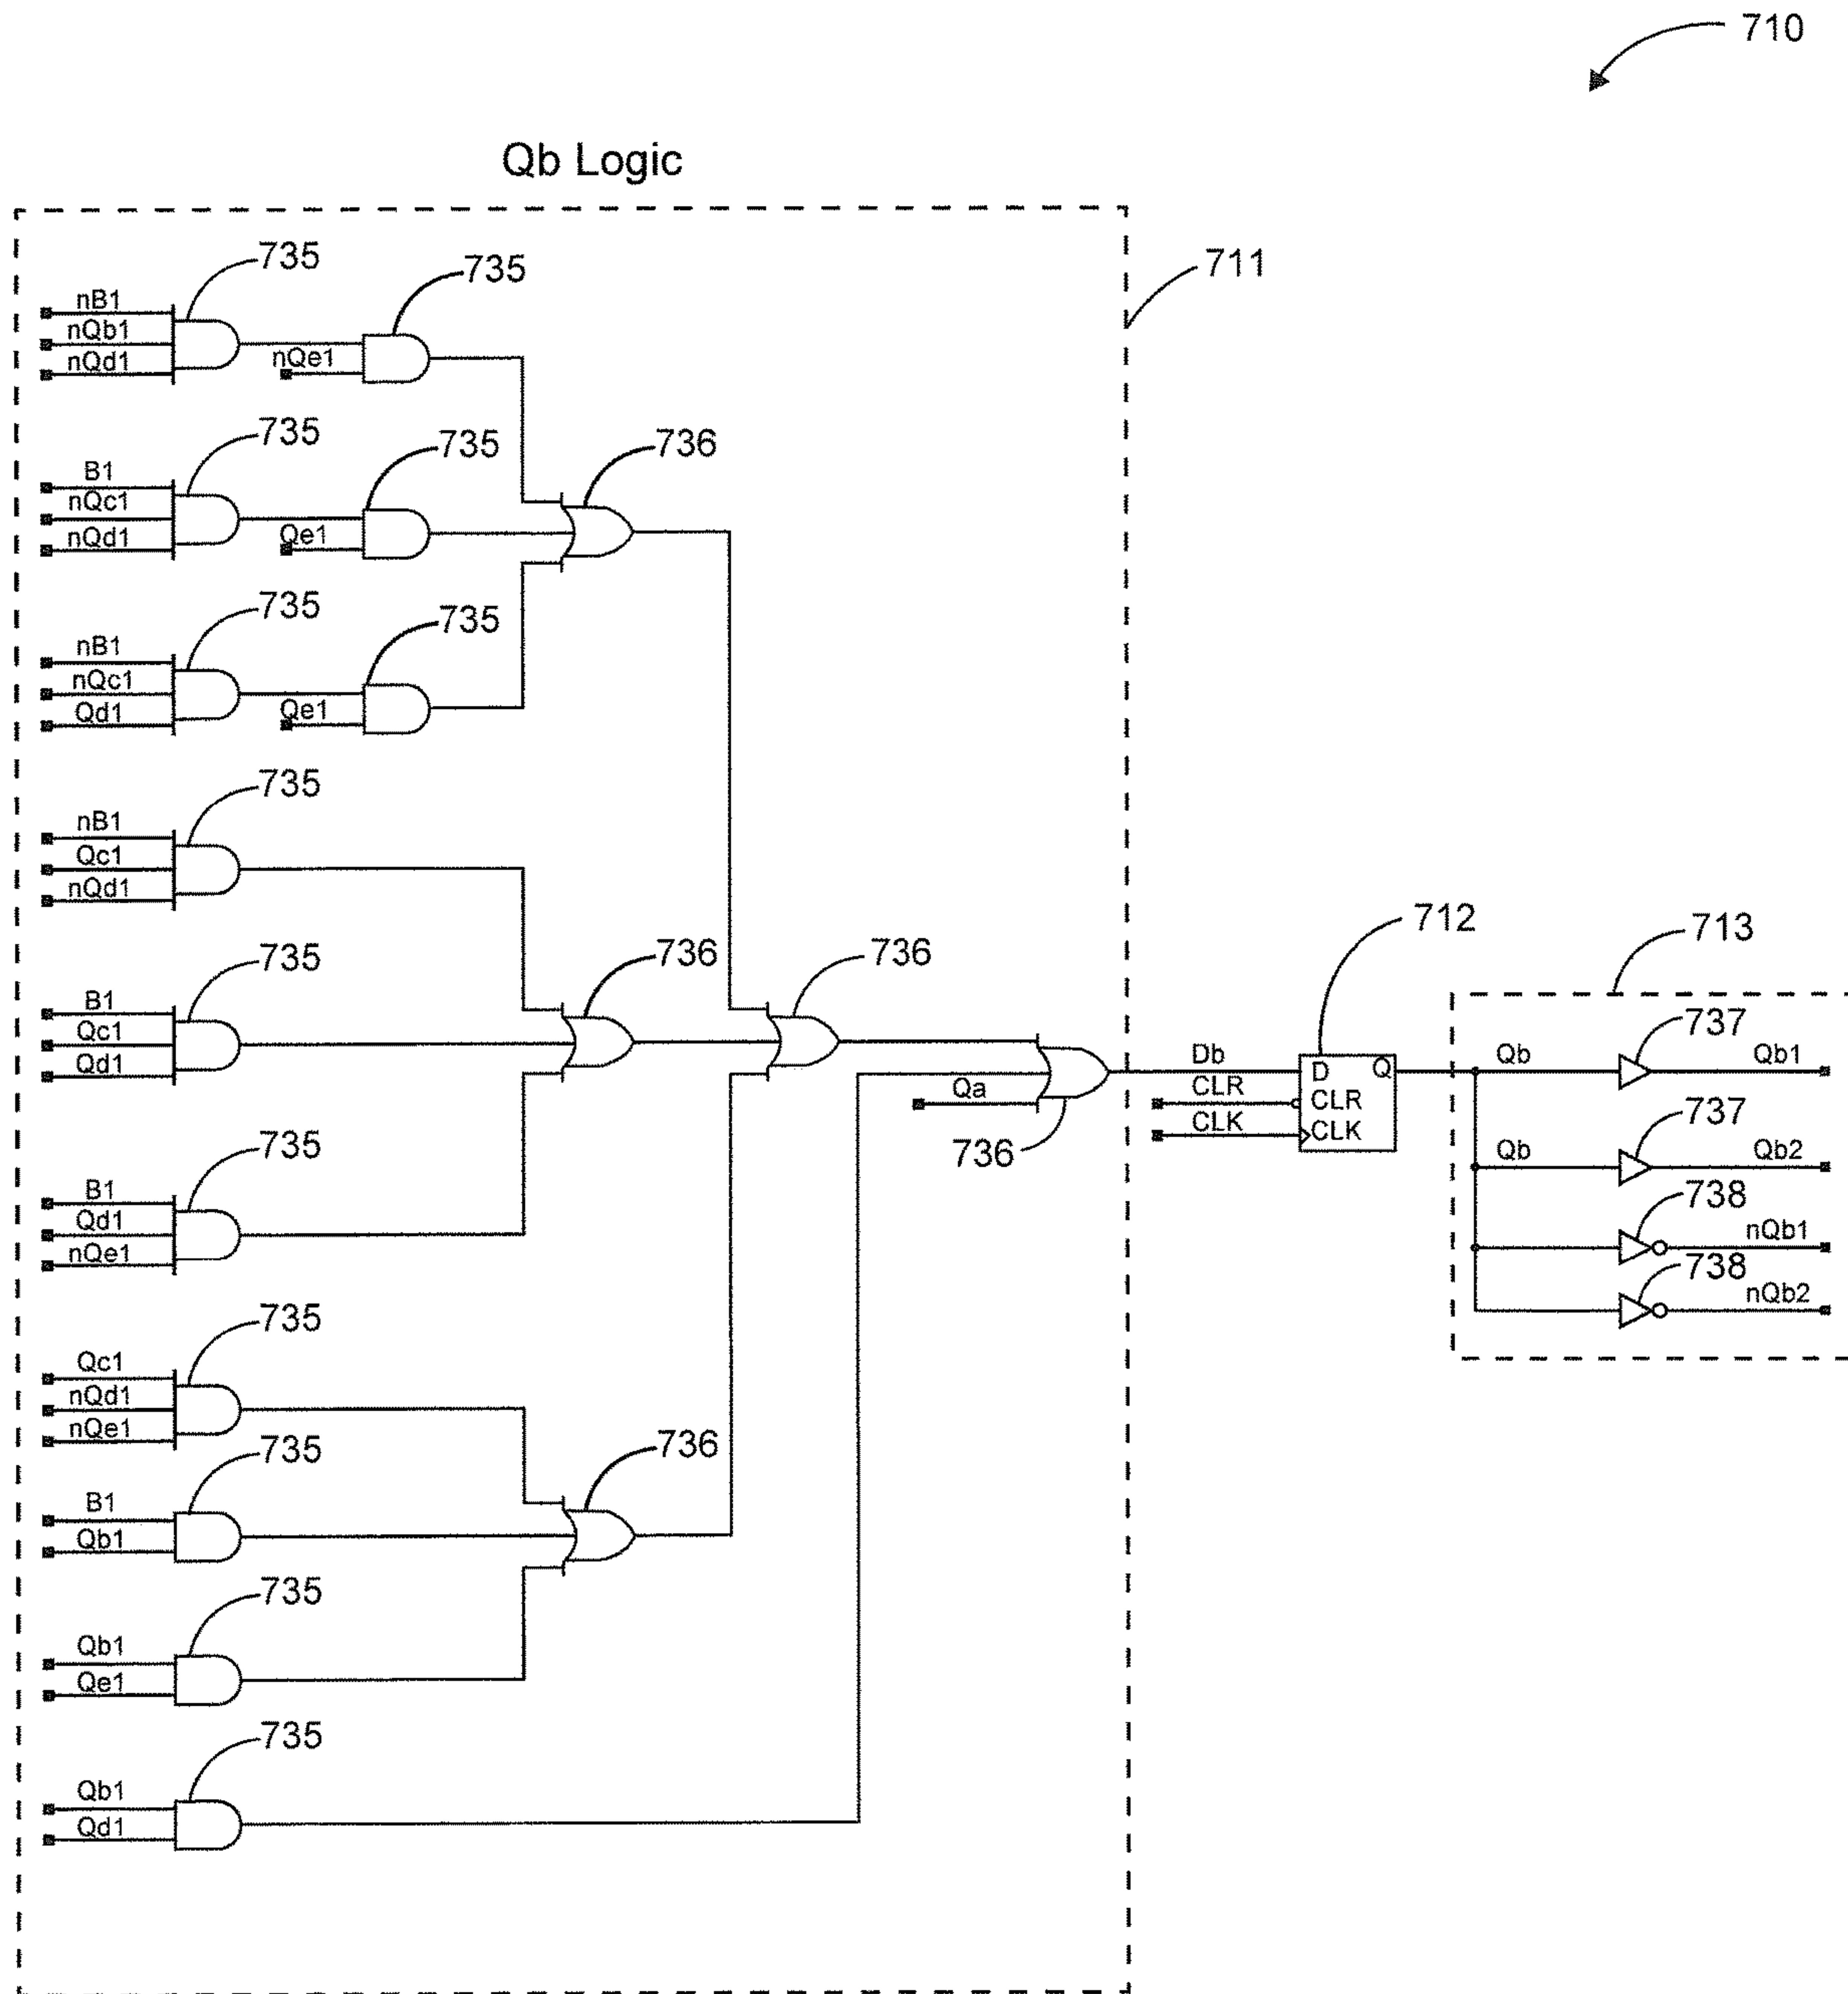 710
Qb Logic
711
735
735
nB1
nQb1
nQd1
nQe1
735
735
736
B1
nQc1
nQd1
Qe1
735
735
nB1
nQc1
Qd1
Qe1
735
nB1
Qc1
nQd1
735
736
736
B1
Qc1
Qd1
Qa
736
735
B1
Qd1
nQe1
735
Qc1
nQd1
nQe1
735
736
B1
Qb1
735
Qb1
Qe1
735
Qb1
Qd1
712
Db
CLR
CLK
D
Q
CLR
CLK
713
737
Qb
Qb1
737
Qb
Qb2
738
nQb1
738
nQb2